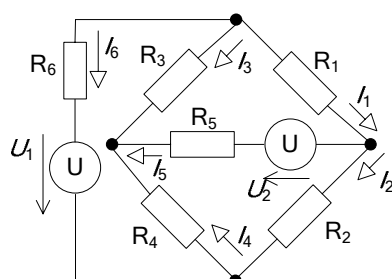 R₆
I₆
R₃
I₃
R₁
I₁
U₁
U
R₅
I₅
U
U₂
I₂
R₄
I₄
R₂